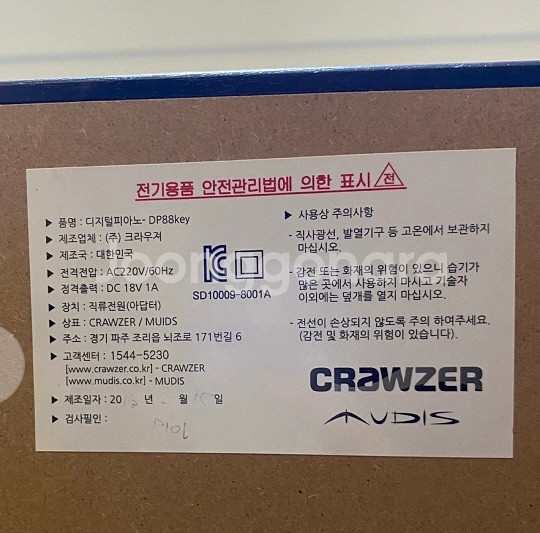 전기용품 안전관리법에 의한 표시 전
▶ 품명 : 디지털피아노- DP88key
▶ 제조업체 : (주) 크라우져
▶ 제조국 : 대한민국
▶ 전격전압 : AC220V/60Hz
▶ 정격출력 : DC 18V 1A
▶ 장치 : 직류전원(아답터)
▶ 상표 : CRAWZER / MUIDS
▶ 주소 : 경기 파주 조리읍 뇌조로 171번길 6
▶ 고객센터 : 1544-5230
[www.crawzer.co.kr] - CRAWZER
[www.mudis.co.kr] - MUDIS
▶ 제조일자 : 20 년 월 일
▶ 검사필인 :
SD10009-8001A
▶ 사용상 주의사항
- 직사광선, 발열기구 등 고온에서 보관하지
마십시오.
- 감전 또는 화재의 위험이 있으니 습기가
많은 곳에서 사용하지 마시고 기술자
이외에는 덮개를 열지 마십시오.
- 전선이 손상되지 않도록 주의 하여주세요.
(감전 및 화재의 위험이 있습니다).
CRAWZER
MUDIS
joonggonara